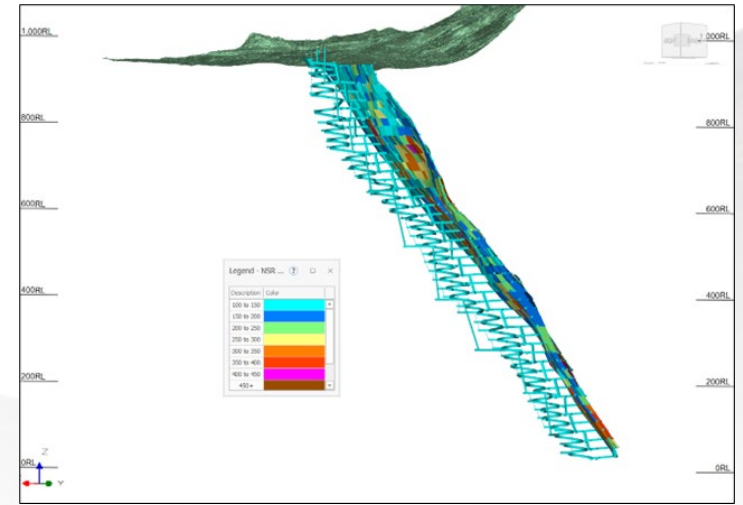 1,000RL
1,000RL
800RL
800RL
600RL
600RL
400RL
400RL
200RL
200RL
0RL
0RL
Legend - NSR ... ? × 
Description Color
100 to 150
150 to 200
200 to 250
250 to 300
300 to 350
350 to 400
400 to 450
450 +
Z
Y